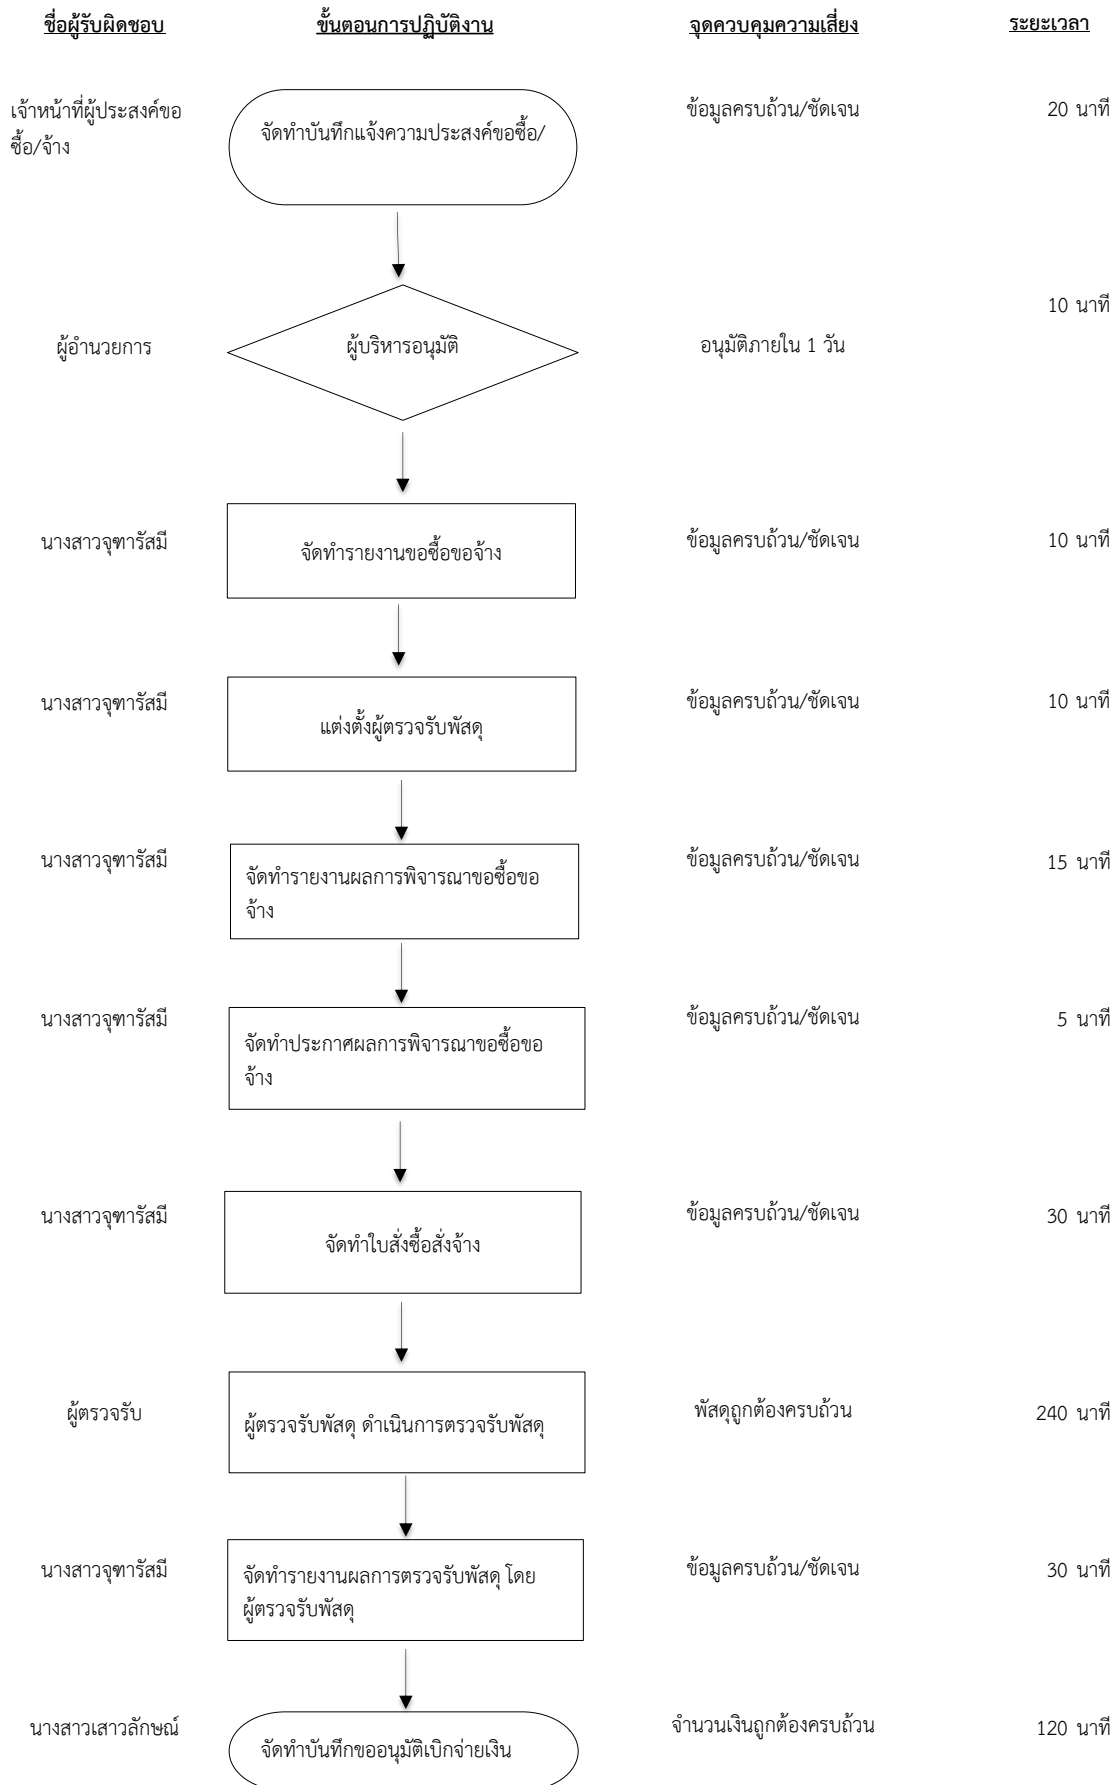 ชื่อผู้รับผิดชอบ ขั้นตอนการปฏิบัติงาน จุดควบคุมความเสี่ยง ระยะเวลา
เจ้าหน้าที่ผู้ประสงค์ขอ
ซื้อ/จ้าง
จัดทำบันทึกแจ้งความประสงค์ขอซื้อ/
ข้อมูลครบถ้วน/ชัดเจน
20 นาที
ผู้อำนวยการ
ผู้บริหารอนุมัติ
อนุมัติภายใน 1 วัน
10 นาที
นางสาวจุฑารัสมี
จัดทำรายงานขอซื้อขอจ้าง
ข้อมูลครบถ้วน/ชัดเจน
10 นาที
นางสาวจุฑารัสมี
แต่งตั้งผู้ตรวจรับพัสดุ
ข้อมูลครบถ้วน/ชัดเจน
10 นาที
นางสาวจุฑารัสมี
จัดทำรายงานผลการพิจารณาขอซื้อขอ
จ้าง
ข้อมูลครบถ้วน/ชัดเจน
15 นาที
นางสาวจุฑารัสมี
จัดทำประกาศผลการพิจารณาขอซื้อขอ
จ้าง
ข้อมูลครบถ้วน/ชัดเจน
5 นาที
นางสาวจุฑารัสมี
จัดทำใบสั่งซื้อสั่งจ้าง
ข้อมูลครบถ้วน/ชัดเจน
30 นาที
ผู้ตรวจรับ
ผู้ตรวจรับพัสดุ ดำเนินการตรวจรับพัสดุ
พัสดุถูกต้องครบถ้วน
240 นาที
นางสาวจุฑารัสมี
จัดทำรายงานผลการตรวจรับพัสดุ โดย
ผู้ตรวจรับพัสดุ
ข้อมูลครบถ้วน/ชัดเจน
30 นาที
นางสาวเสาวลักษณ์
จัดทำบันทึกขออนุมัติเบิกจ่ายเงิน
จำนวนเงินถูกต้องครบถ้วน
120 นาที